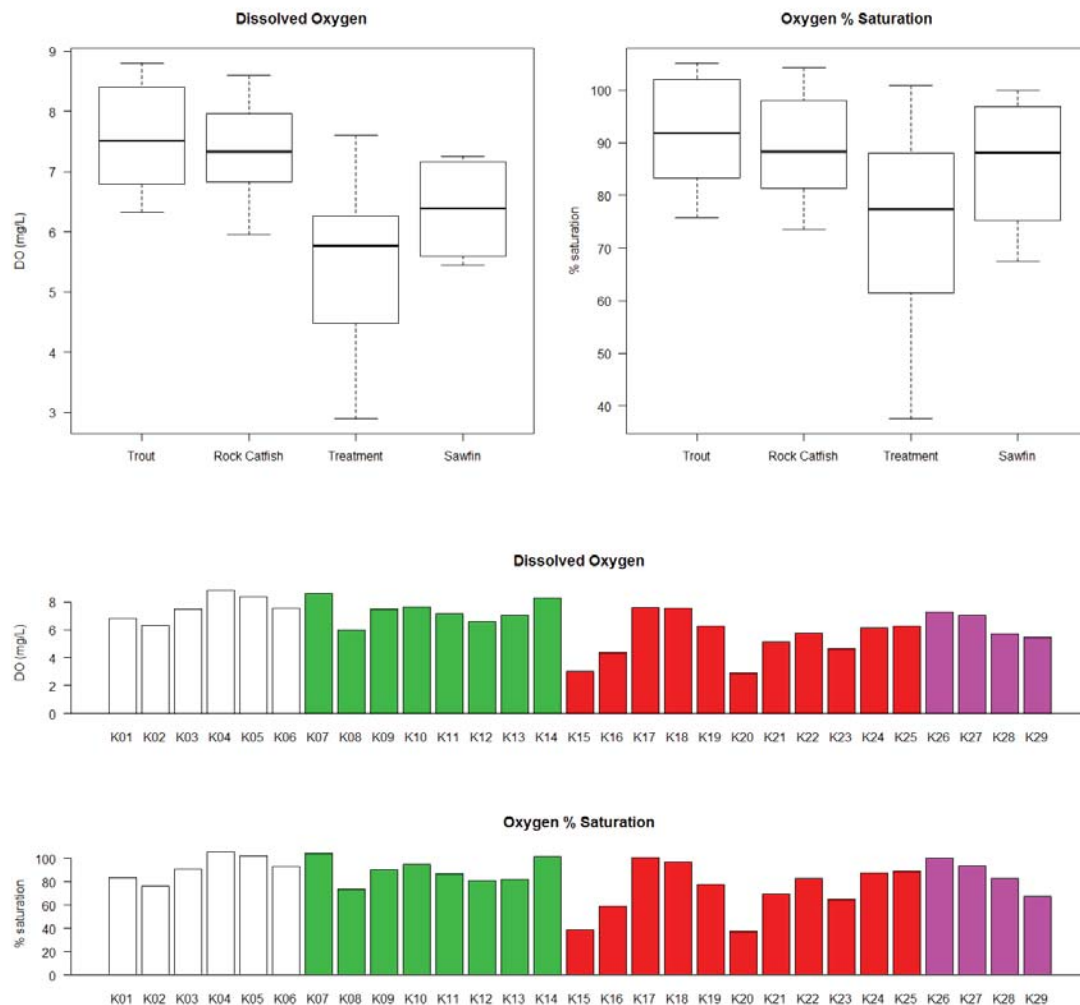 Dissolved Oxygen
9
8
7
6
5
4
3
DO (mg/L)
Trout Rock Catfish Treatment Sawfin
Oxygen % Saturation
100
90
80
70
60
50
40
% saturation
Trout Rock Catfish Treatment Sawfin
Dissolved Oxygen
8
6
4
2
0
DO (mg/L)
K01 K02 K03 K04 K05 K06 K07 K08 K09 K10 K11 K12 K13 K14 K15 K16 K17 K18 K19 K20 K21 K22 K23 K24 K25 K26 K27 K28 K29
Oxygen % Saturation
100
80
60
40
20
0
% saturation
K01 K02 K03 K04 K05 K06 K07 K08 K09 K10 K11 K12 K13 K14 K15 K16 K17 K18 K19 K20 K21 K22 K23 K24 K25 K26 K27 K28 K29